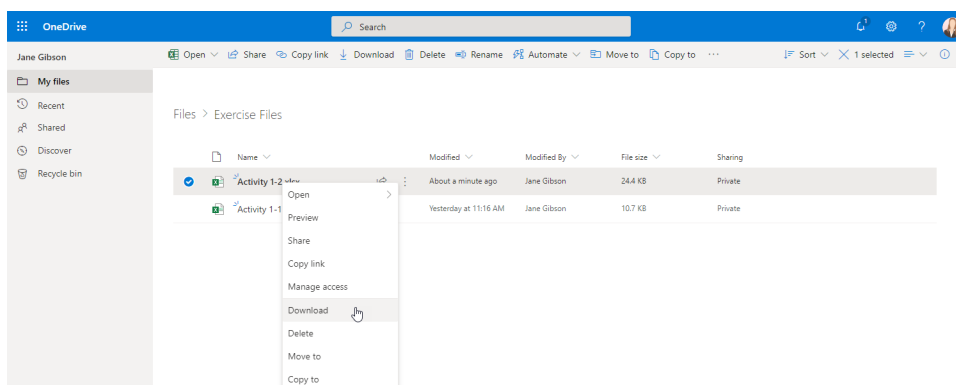 OneDrive Search 1 ?
Jane Gibson Open Share Copy link Download Delete Rename Automate Move to Copy to ... Sort 1 selected
My files
Recent
Shared
Discover
Recycle bin
Files > Exercise Files
Name Modified Modified By File size Sharing
Activity 1-2.xlsx About a minute ago Jane Gibson 24.4 KB Private
Activity 1-1 Yesterday at 11:16 AM Jane Gibson 10.7 KB Private
Open
Preview
Share
Copy link
Manage access
Download
Delete
Move to
Copy to